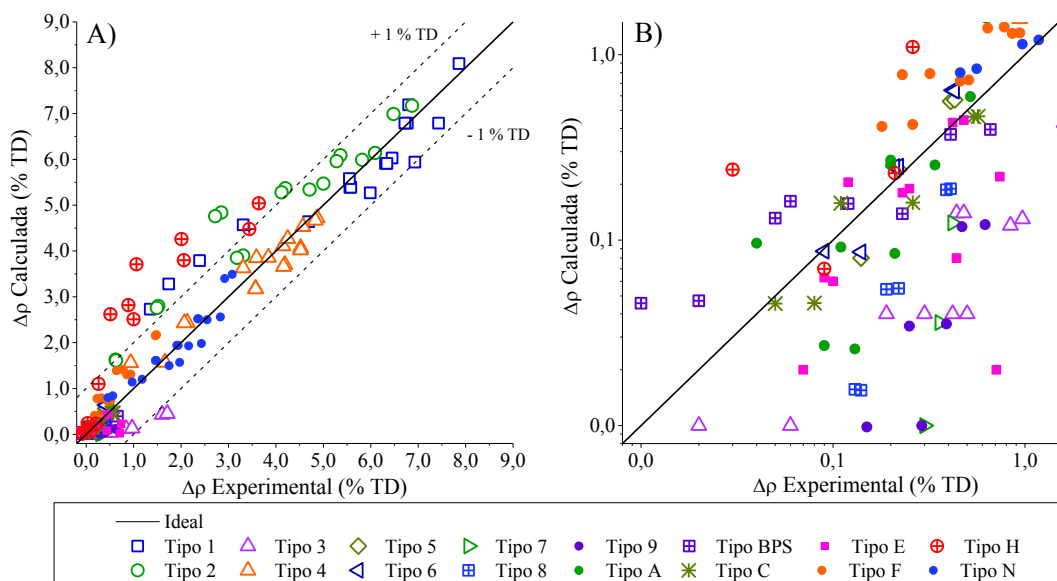 A)
+ 1 % TD
- 1 % TD
9,0
8,0
7,0
6,0
5,0
4,0
3,0
2,0
1,0
0,0
Δρ Calculada (% TD)
0,0 1,0 2,0 3,0 4,0 5,0 6,0 7,0 8,0 9,0
Δρ Experimental (% TD)
B)
1,0
0,1
0,0
Δρ Calculada (% TD)
0,0 0,1 1,0
Δρ Experimental (% TD)
Ideal
Tipo 1 Tipo 3 Tipo 5 Tipo 7 Tipo 9 Tipo BPS Tipo E Tipo H
Tipo 2 Tipo 4 Tipo 6 Tipo 8 Tipo A Tipo C Tipo F Tipo N